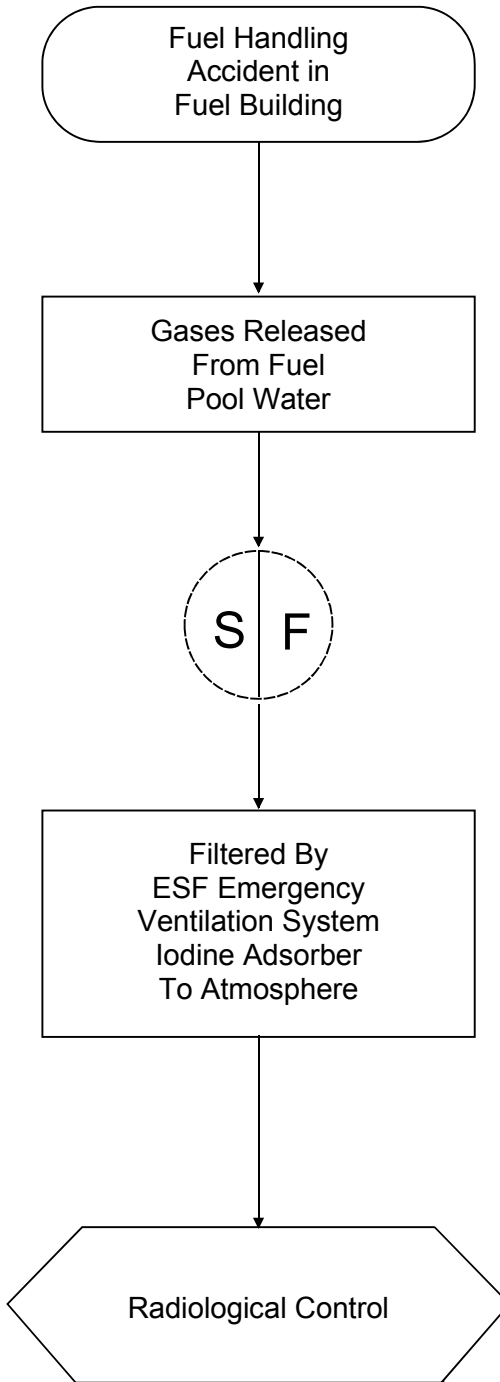 Fuel Handling
Accident in
Fuel Building
Gases Released
From Fuel
Pool Water
S F
Filtered By
ESF Emergency
Ventilation System
Iodine Adsorber
To Atmosphere
Radiological Control